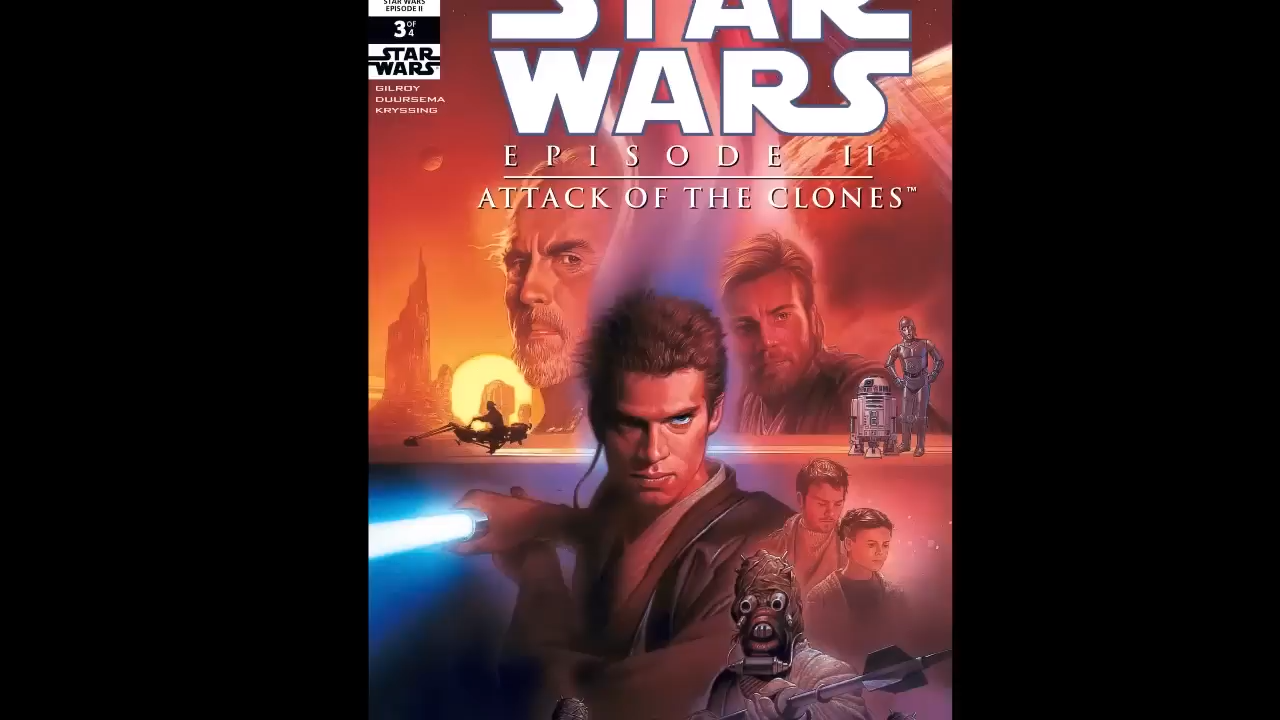 STAR WARS
EPISODE II
3 OF 4
STAR
WARS
GILROY
DUURSEMA
KRYSSING
STAR
WARS
EPISODE II
ATTACK OF THE CLONES™